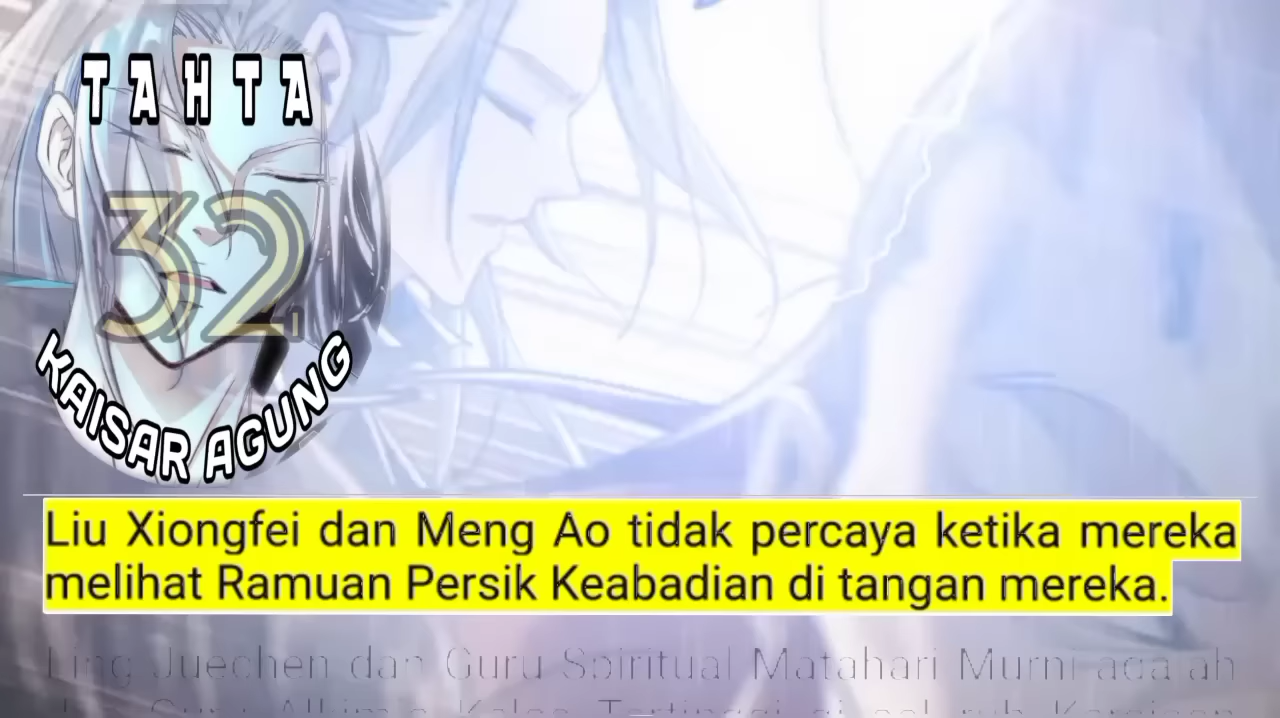 TAHTA
32
KAISAR AGUNG
Liu Xiongfei dan Meng Ao tidak percaya ketika mereka
melihat Ramuan Persik Keabadian di tangan mereka.
Ling Juechen dan Guru Spiritual Matahari Murni adalah